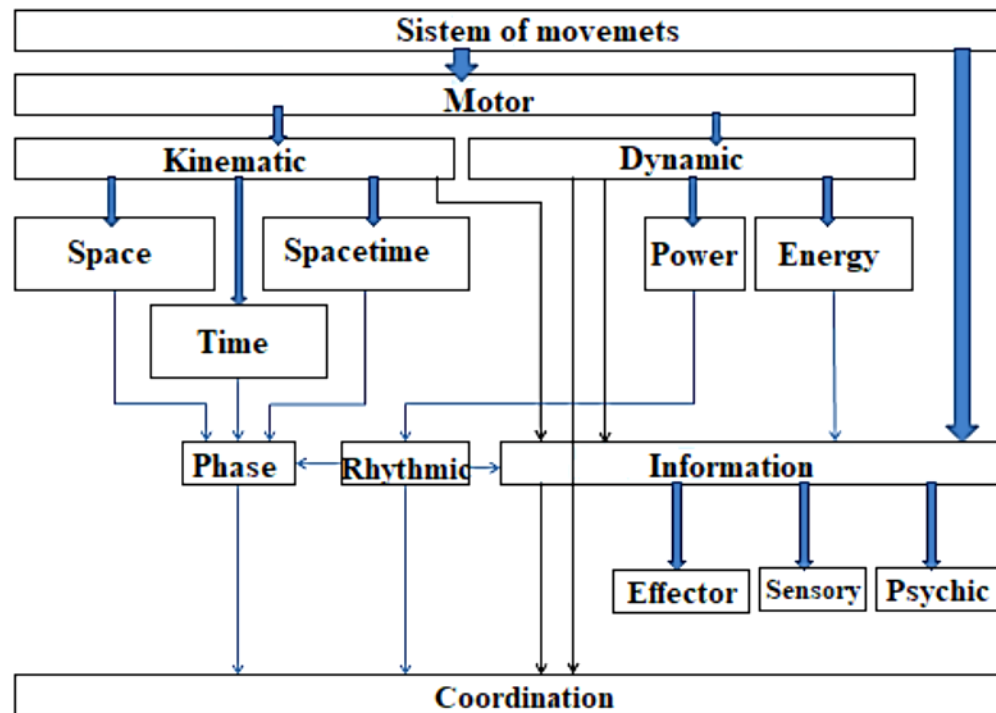 Sistem of movemets
Motor
Kinematic
Dynamic
Space
Spacetime
Power
Energy
Time
Phase
Rhythmic
Information
Effector
Sensory
Psychic
Coordination